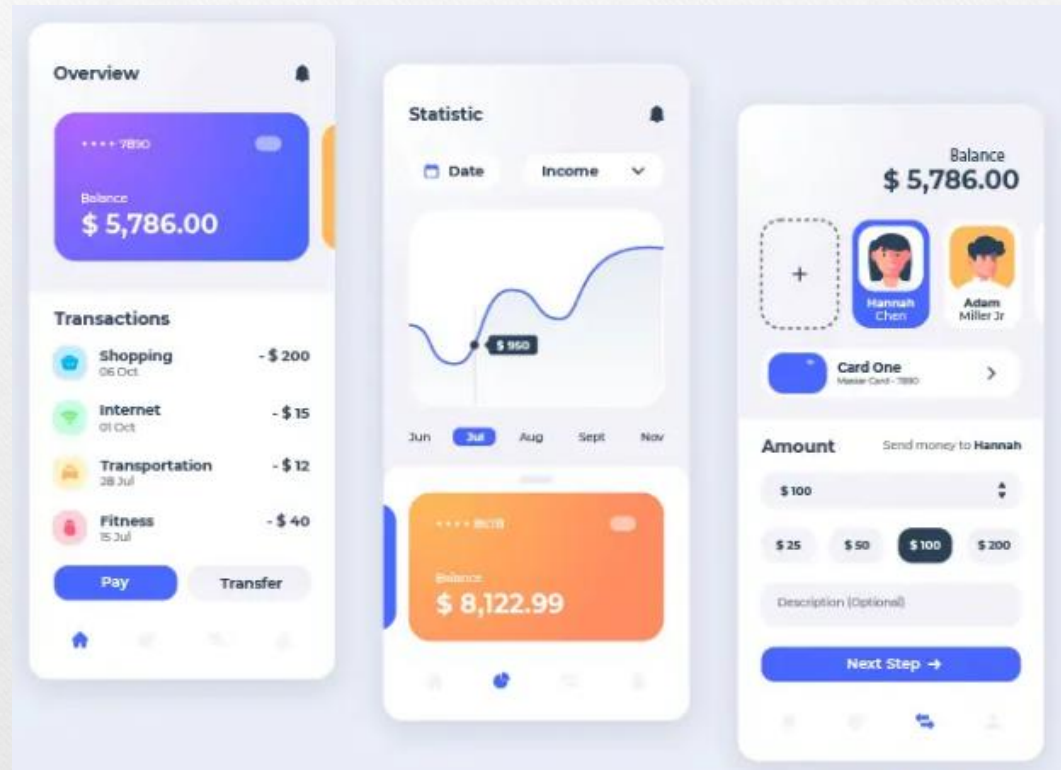 Overview
•••• 7890
Balance
$ 5,786.00
Transactions
Shopping
06 Oct
- $ 200
Internet
01 Oct
- $ 15
Transportation
28 Jul
- $ 12
Fitness
15 Jul
- $ 40
Pay
Transfer
Statistic
Date
Income
$ 950
Jun
Jul
Aug
Sept
Nov
Balance
$ 8,122.99
Balance
$ 5,786.00
+
Hannah
Chen
Adam
Miller Jr
Card One
Master Card - 7890
Amount
Send money to Hannah
$ 100
$ 25
$ 50
$ 100
$ 200
Description (Optional)
Next Step →